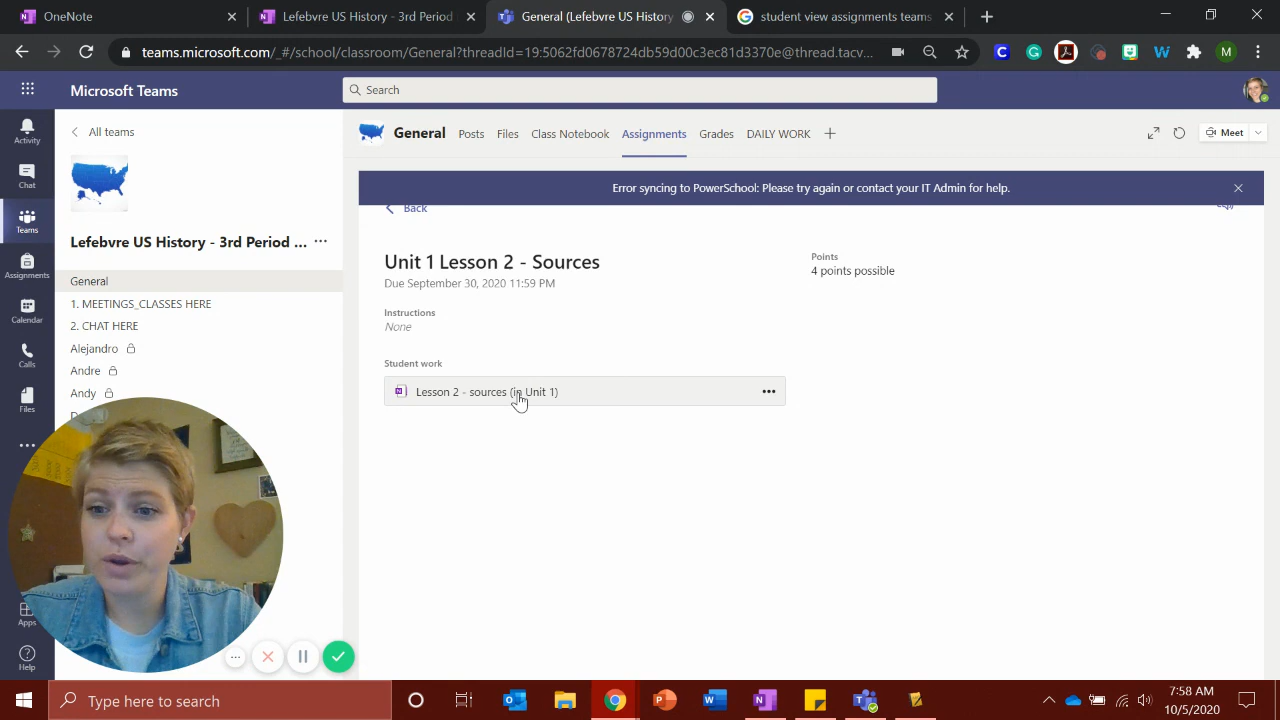 OneNote
Lefebvre US History - 3rd Period
General (Lefebvre US History
student view assignments teams
teams.microsoft.com/_#/school/classroom/General?threadId=19:5062fd0678724db59d00c3ec81d3370e@thread.tacv...
Microsoft Teams
Search
Activity
Chat
Teams
Assignments
Calendar
Calls
Files
Apps
Help
All teams
Lefebvre US History - 3rd Period ...
General
1. MEETINGS_CLASSES HERE
2. CHAT HERE
Alejandro
Andre
Andy
General
Posts
Files
Class Notebook
Assignments
Grades
DAILY WORK
Meet
Error syncing to PowerSchool: Please try again or contact your IT Admin for help.
Back
Unit 1 Lesson 2 - Sources
Due September 30, 2020 11:59 PM
Points
4 points possible
Instructions
None
Student work
Lesson 2 - sources (in Unit 1)
Type here to search
7:58 AM
10/5/2020